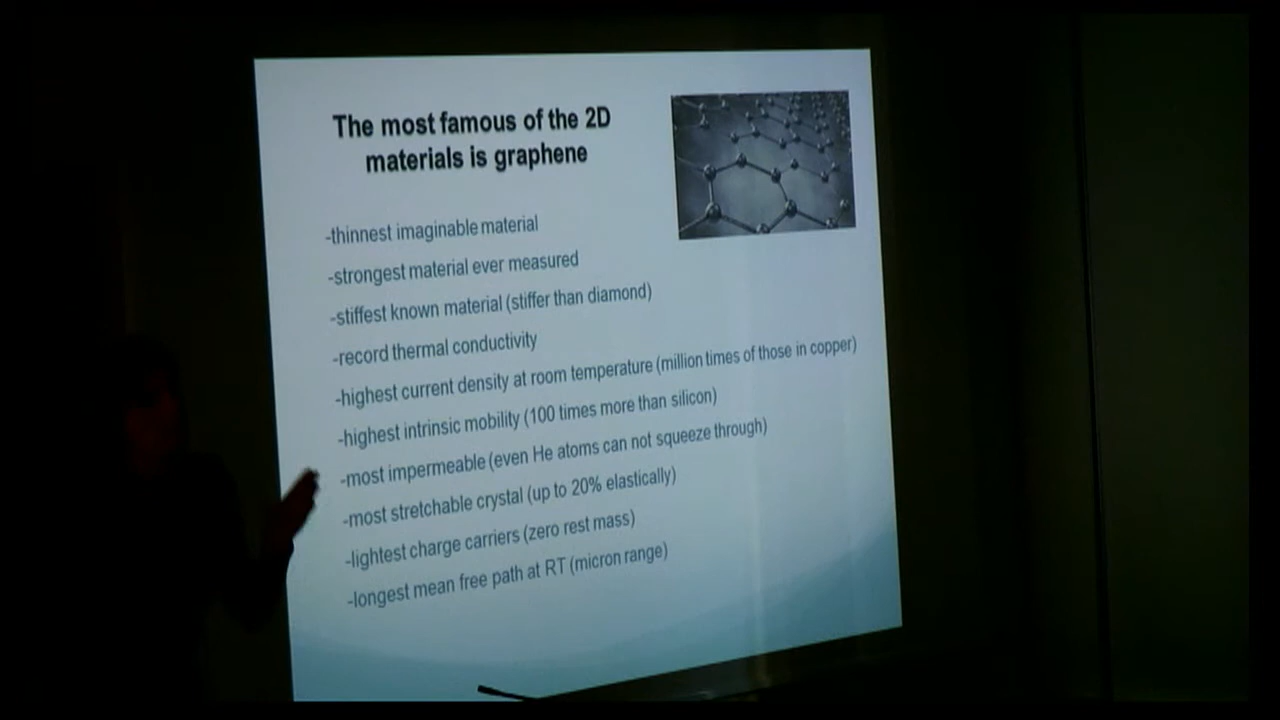 The most famous of the 2D
materials is graphene
-thinnest imaginable material
-strongest material ever measured
-stiffest known material (stiffer than diamond)
-record thermal conductivity
-highest current density at room temperature (million times of those in copper)
-highest intrinsic mobility (100 times more than silicon)
-most impermeable (even He atoms can not squeeze through)
-most stretchable crystal (up to 20% elastically)
-lightest charge carriers (zero rest mass)
-longest mean free path at RT (micron range)